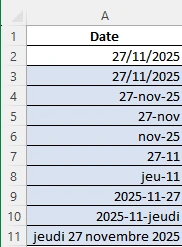 A
1 Date
2 27/11/2025
3 27/11/2025
4 27-nov-25
5 27-nov
6 nov-25
7 27-11
8 jeu-11
9 2025-11-27
10 2025-11-jeudi
11 jeudi 27 novembre 2025